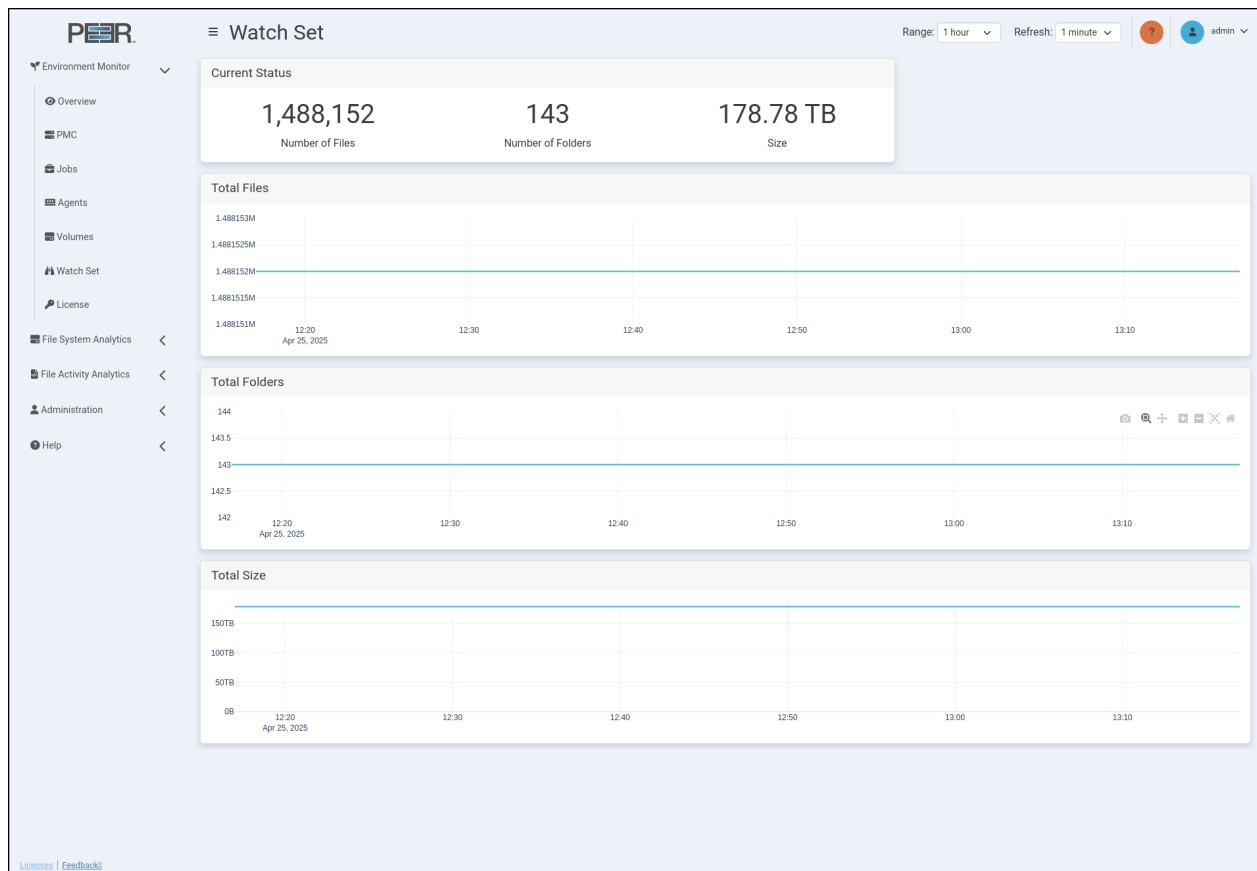 PEER
Watch Set
Range: 1 hour
Refresh: 1 minute
?
admin
Environment Monitor
Overview
PMC
Jobs
Agents
Volumes
Watch Set
License
File System Analytics
File Activity Analytics
Administration
Help
Current Status
1,488,152
143
178.78 TB
Number of Files
Number of Folders
Size
Total Files
1.488153M
1.4881525M
1.488152M
1.4881515M
1.488151M
12:20
12:30
12:40
12:50
13:00
13:10
Apr 25, 2025
Total Folders
144
143.5
143
142.5
142
12:20
12:30
12:40
12:50
13:00
13:10
Apr 25, 2025
Total Size
150TB
100TB
50TB
0B
12:20
12:30
12:40
12:50
13:00
13:10
Apr 25, 2025
Licenses | Feedback